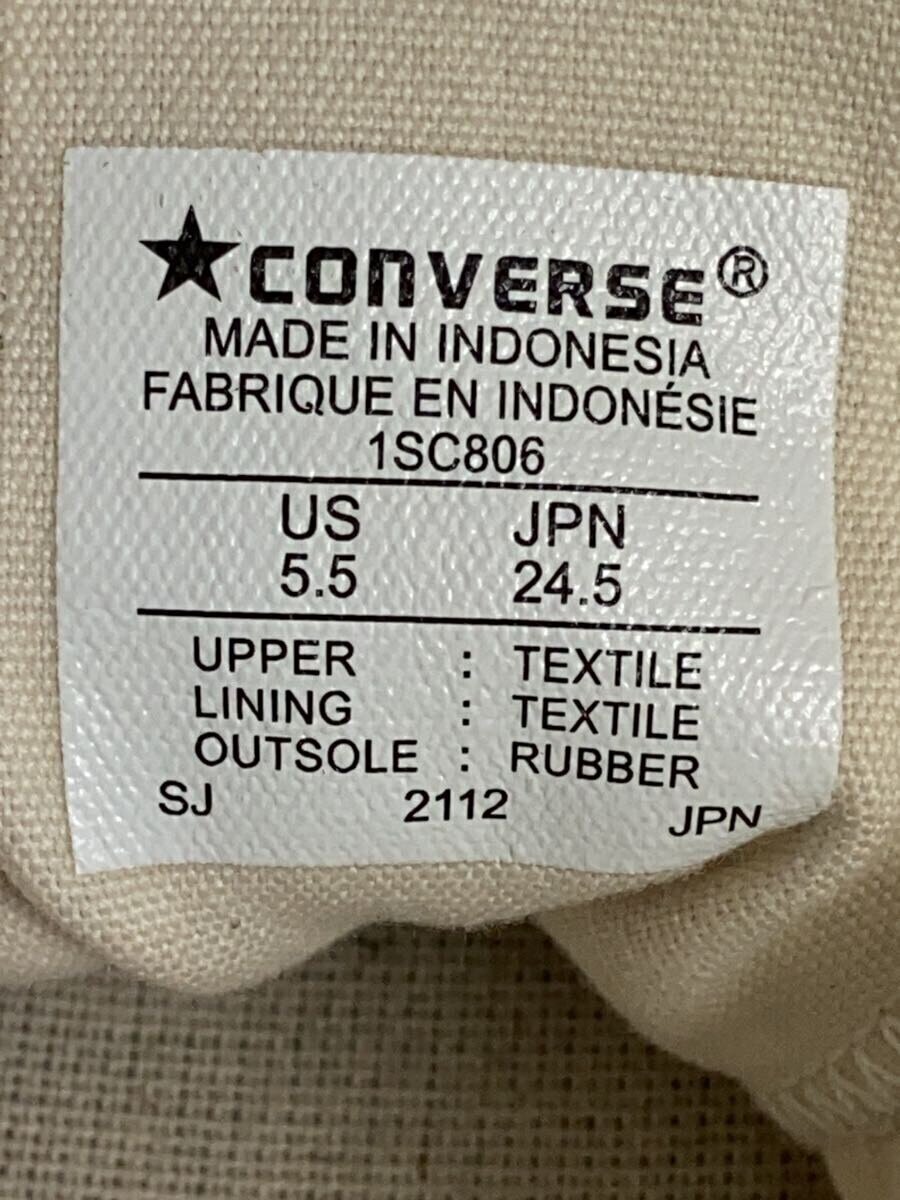 ★CONVERSE®
MADE IN INDONESIA
FABRIQUE EN INDONÉSIE
1SC806
US JPN
5.5 24.5
UPPER : TEXTILE
LINING : TEXTILE
OUTSOLE : RUBBER
SJ 2112 JPN